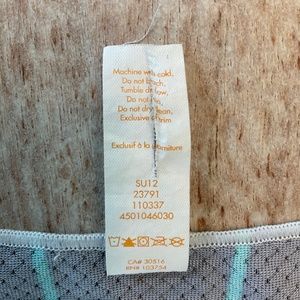 Machine wash cold.
Do not bleach,
Tumble dry low,
Do not iron,
Do not dry clean,
Exclusive of trim
Exclusif à la garniture
SU12
23791
110337
4501046030
CA# 30516
RN# 103754